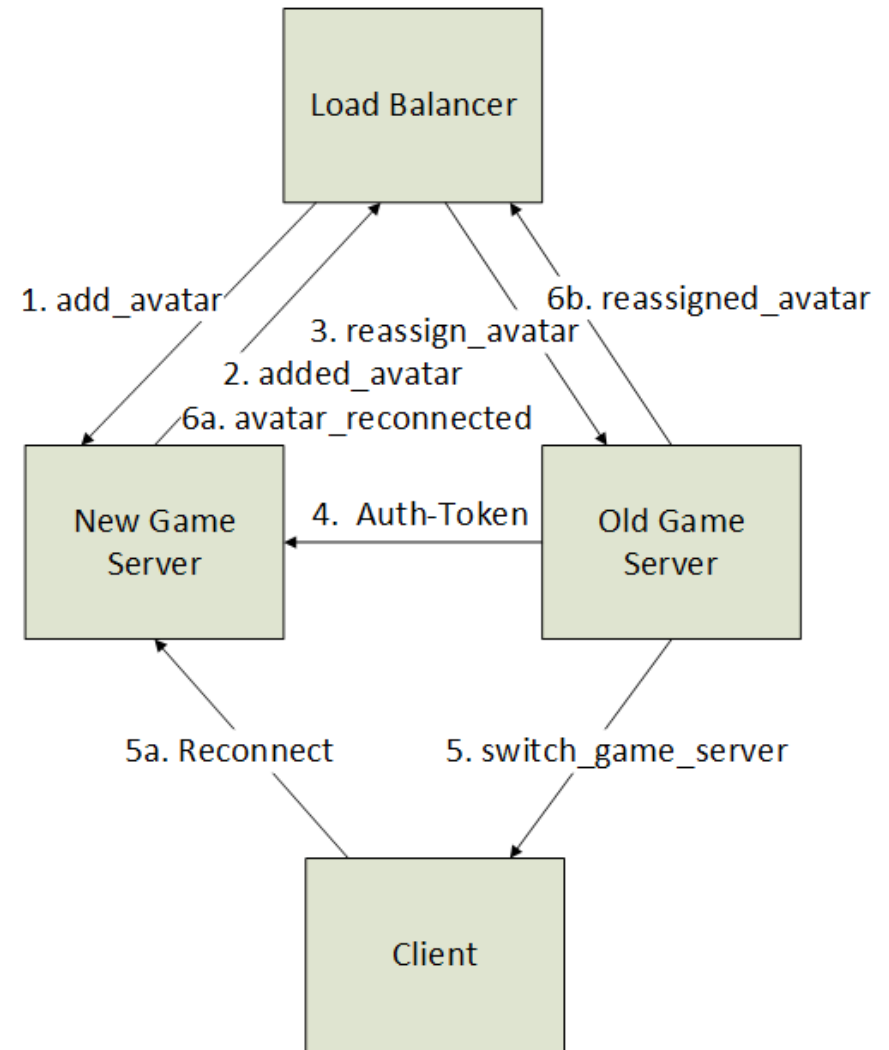 Load Balancer
1. add_avatar
6b. reassigned_avatar
3. reassign_avatar
2. added_avatar
6a. avatar_reconnected
New Game
Server
4. Auth-Token
Old Game
Server
5a. Reconnect
5. switch_game_server
Client